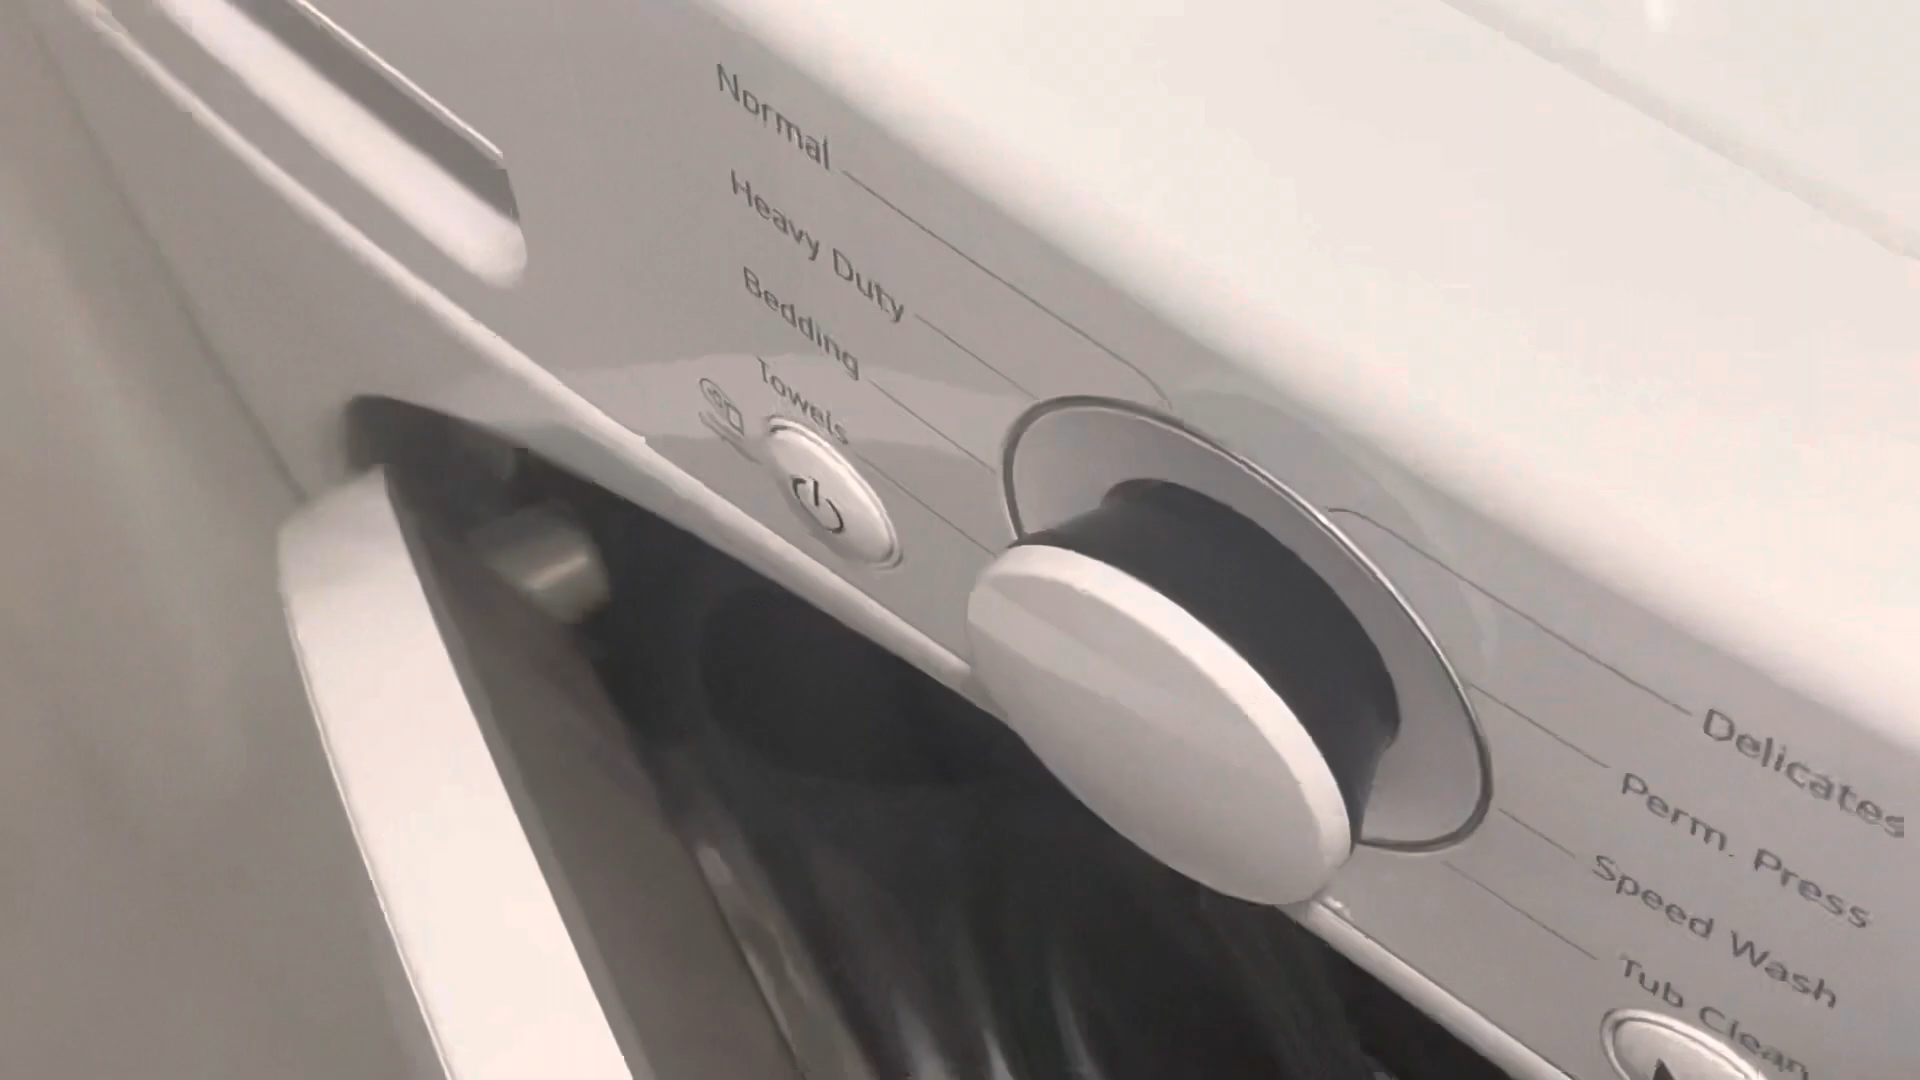 Normal
Heavy Duty
Bedding
Towels
Delicates
Perm. Press
Speed Wash
Tub Clean